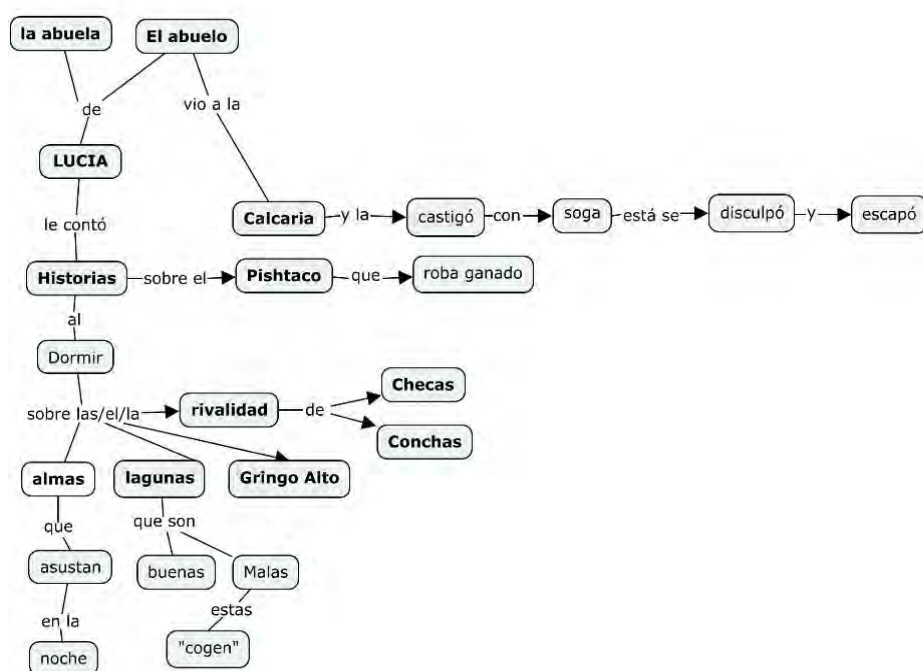 la abuela
El abuelo
de
vio a la
LUCIA
le contó
Calcaria
y la
castigó
con
soga
está se
disculpó
y
escapó
Historias
sobre el
Pishtaco
que
roba ganado
al
Dormir
sobre las/el/la
rivalidad
de
Checas
Conchas
almas
lagunas
Gringo Alto
que
que son
asustan
buenas
Malas
en la
estas
noche
"cogen"